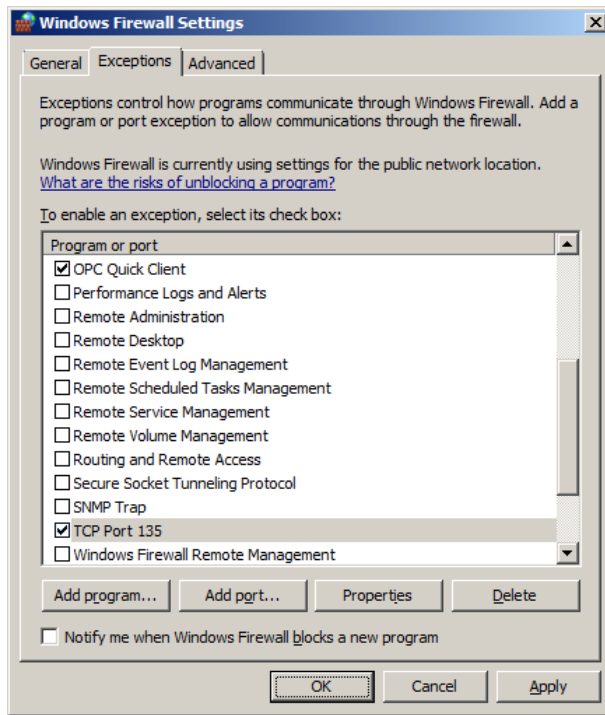 Windows Firewall Settings
General Exceptions Advanced
Exceptions control how programs communicate through Windows Firewall. Add a
program or port exception to allow communications through the firewall.
Windows Firewall is currently using settings for the public network location.
What are the risks of unblocking a program?
To enable an exception, select its check box:
Program or port
OPC Quick Client
Performance Logs and Alerts
Remote Administration
Remote Desktop
Remote Event Log Management
Remote Scheduled Tasks Management
Remote Service Management
Remote Volume Management
Routing and Remote Access
Secure Socket Tunneling Protocol
SNMP Trap
TCP Port 135
Windows Firewall Remote Management
Add program... Add port... Properties Delete
Notify me when Windows Firewall blocks a new program
OK Cancel Apply